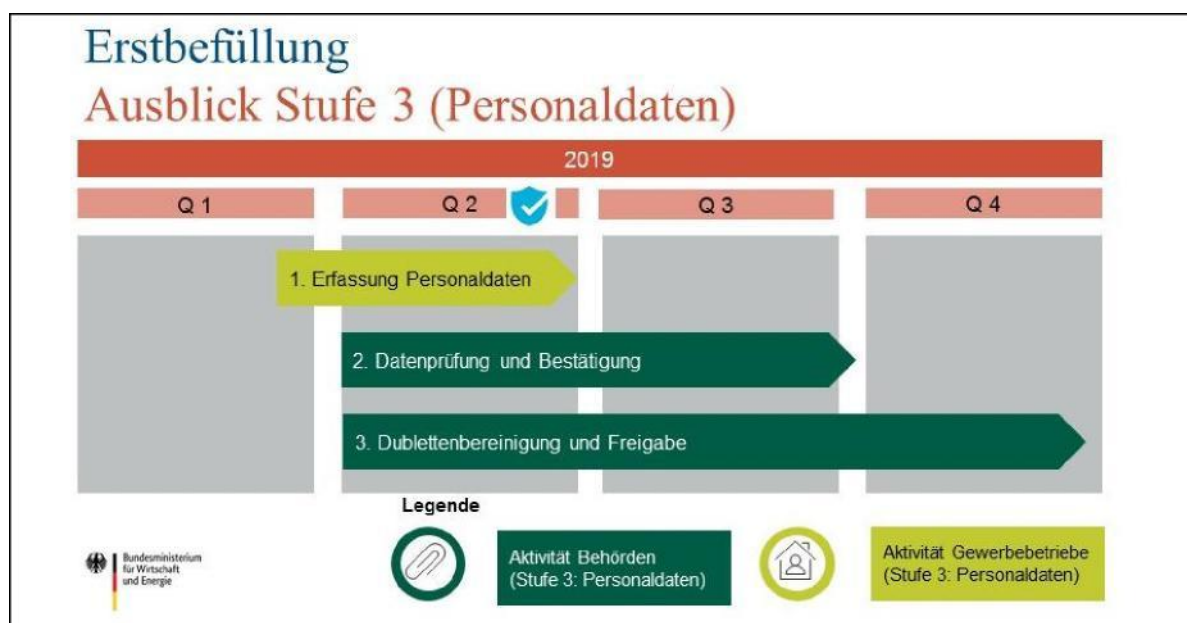 Erstbefüllung
Ausblick Stufe 3 (Personaldaten)
2019
Q 1
Q 2
Q 3
Q 4
1. Erfassung Personaldaten
2. Datenprüfung und Bestätigung
3. Dublettenbereinigung und Freigabe
Legende
Bundesministerium
für Wirtschaft
und Energie
Aktivität Behörden
(Stufe 3: Personaldaten)
Aktivität Gewerbebetriebe
(Stufe 3: Personaldaten)